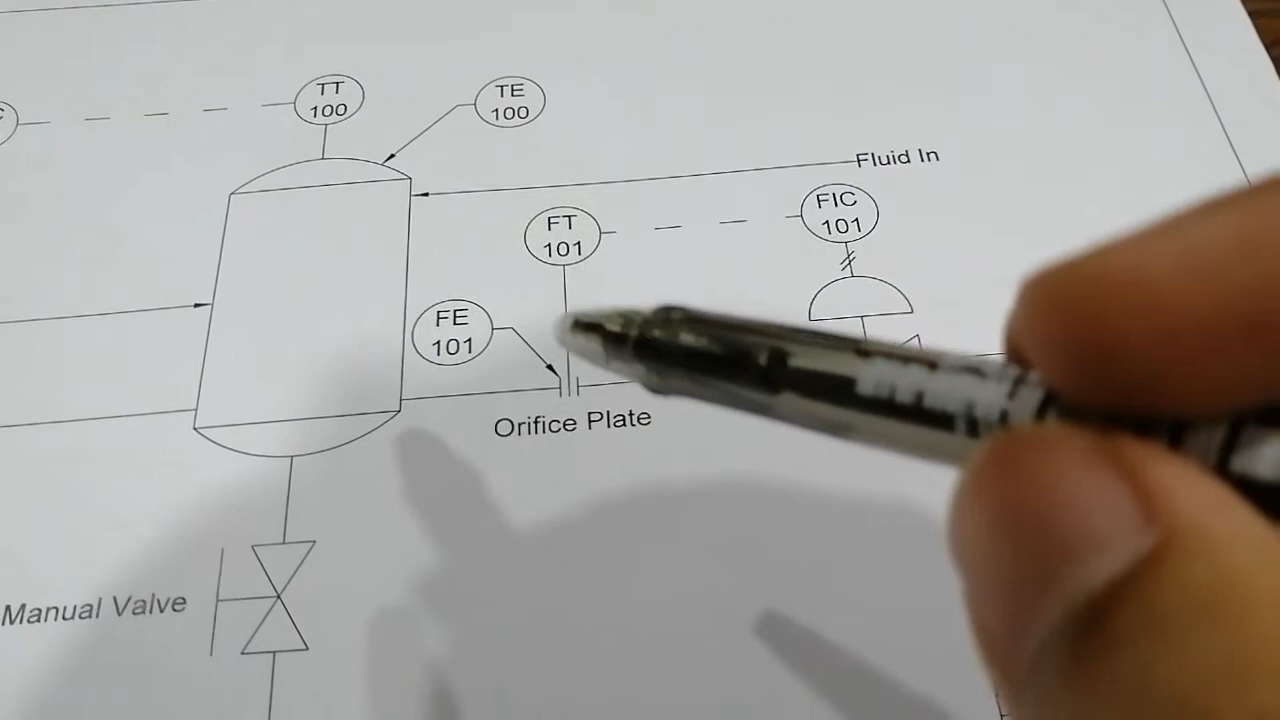 TT
100
TE
100
Fluid In
FIC
101
FT
101
FE
101
Orifice Plate
Manual Valve